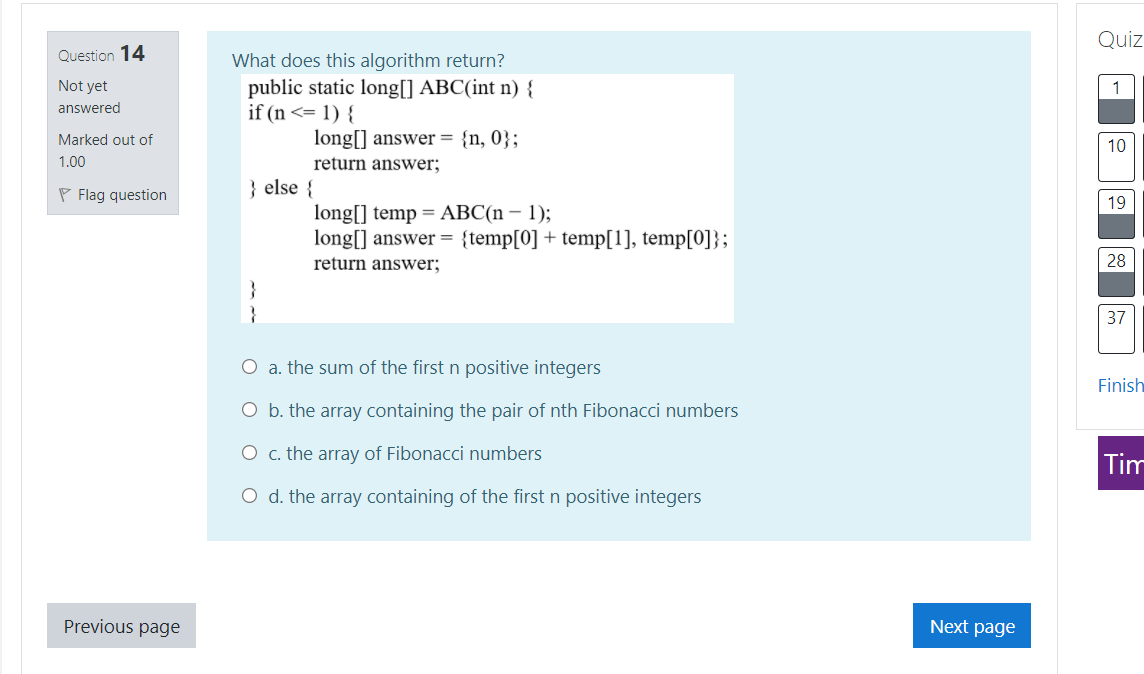 Question 14
Not yet
answered
Marked out of
1.00
Flag question
What does this algorithm return?
public static long[] ABC(int n) {
if (n <= 1) {
long[] answer = {n, 0};
return answer;
} else {
long[] temp = ABC(n − 1);
long[] answer = {temp[0] + temp[1], temp[0]};
return answer;
}
}
a. the sum of the first n positive integers
b. the array containing the pair of nth Fibonacci numbers
c. the array of Fibonacci numbers
d. the array containing of the first n positive integers
Previous page
Next page
Quiz
1
10
19
28
37
Finish
Tim